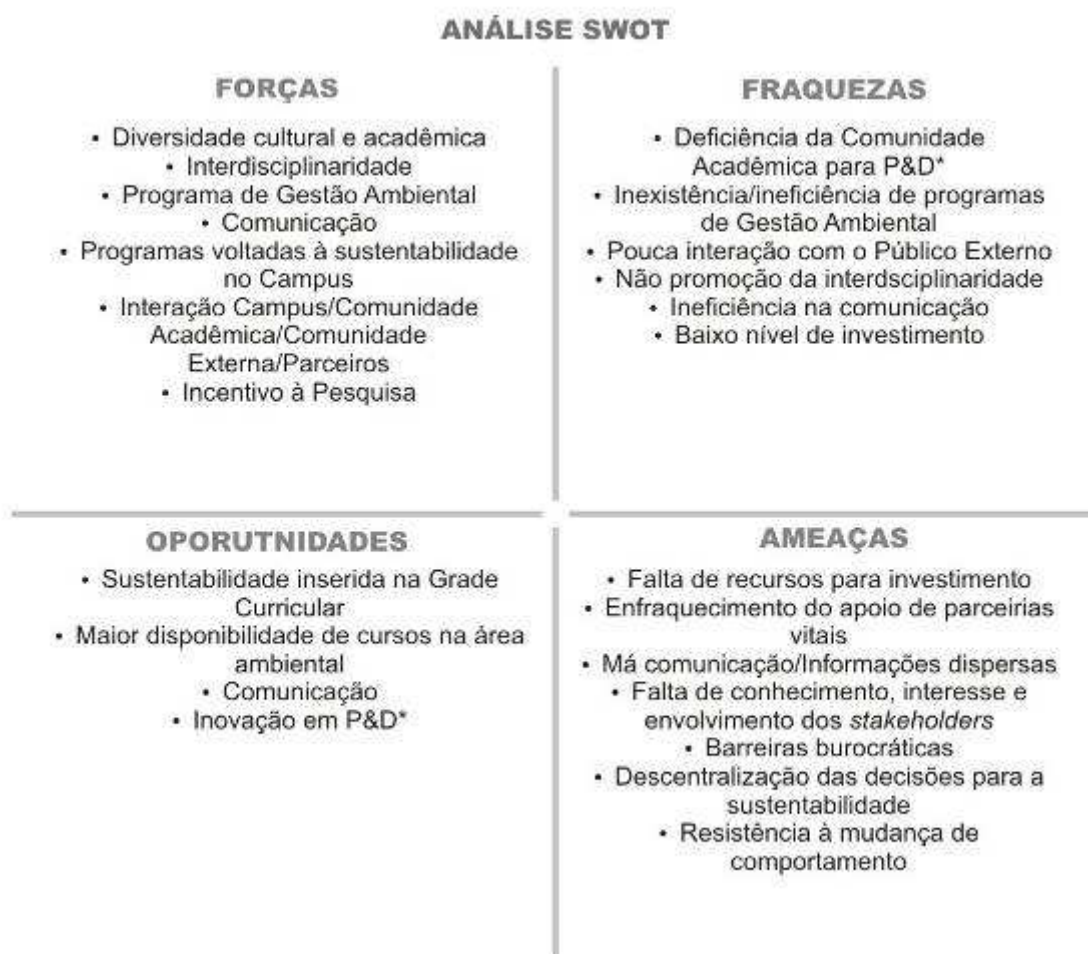 ANÁLISE SWOT
FORÇAS
• Diversidade cultural e acadêmica
• Interdisciplinaridade
• Programa de Gestão Ambiental
• Comunicação
• Programas voltadas à sustentabilidade
no Campus
• Interação Campus/Comunidade
Acadêmica/Comunidade
Externa/Parceiros
• Incentivo à Pesquisa
FRAQUEZAS
• Deficiência da Comunidade
Acadêmica para P&D*
• Inexistência/ineficiência de programas
de Gestão Ambiental
• Pouca interação com o Público Externo
• Não promoção da interdsciplinaridade
• Ineficiência na comunicação
• Baixo nível de investimento
OPORUTNIDADES
• Sustentabilidade inserida na Grade
Curricular
• Maior disponibilidade de cursos na área
ambiental
• Comunicação
• Inovação em P&D*
AMEAÇAS
• Falta de recursos para investimento
• Enfraquecimento do apoio de parceirias
vitais
• Má comunicação/Informações dispersas
• Falta de conhecimento, interesse e
envolvimento dos stakeholders
• Barreiras burocráticas
• Descentralização das decisões para a
sustentabilidade
• Resistência à mudança de
comportamento